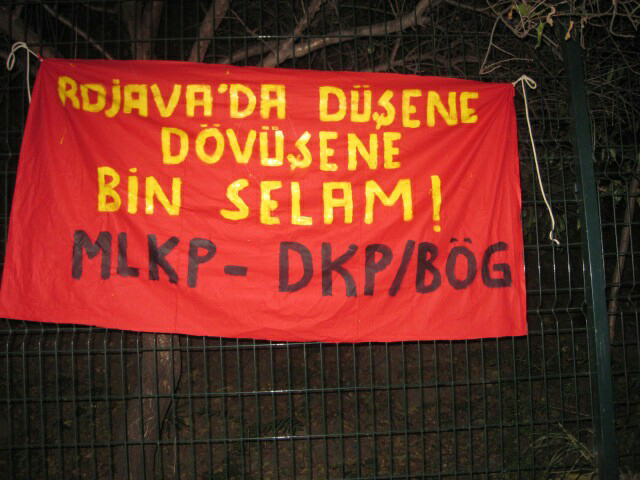 ROJAVA'DA DÜŞENE
DÖVÜŞENE
BİN SELAM!
MLKP - DKP/BÖG